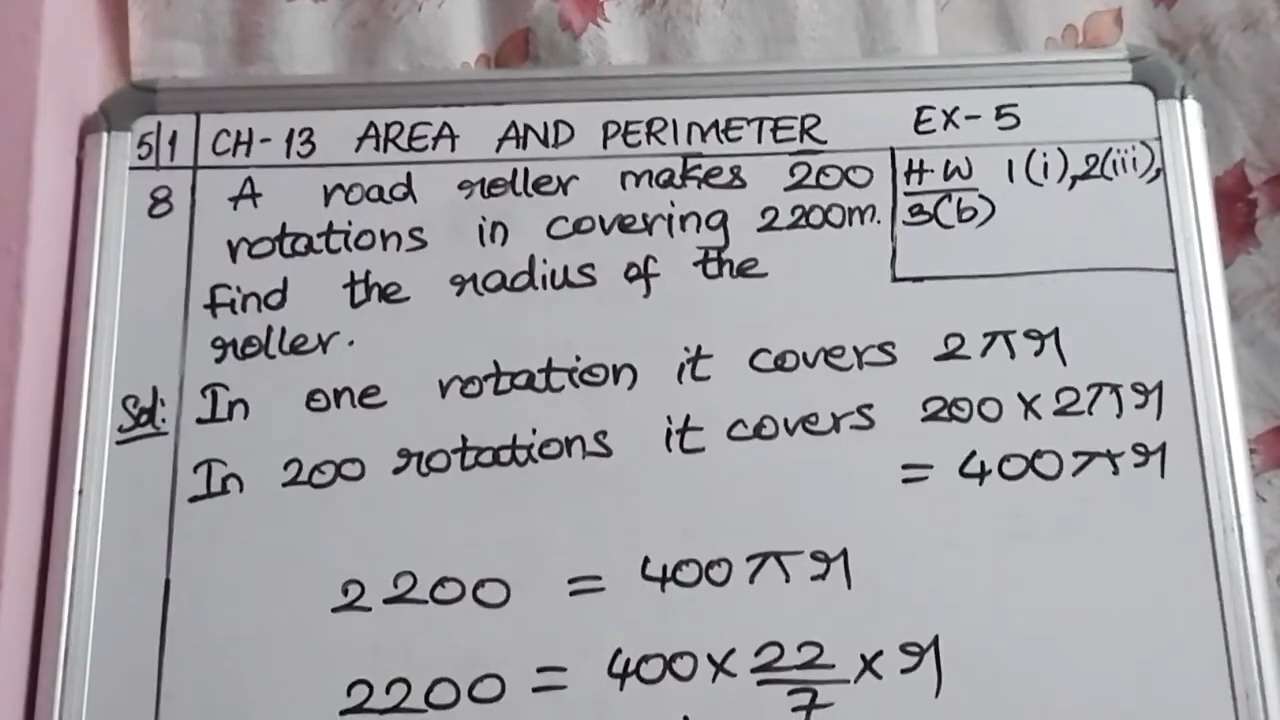 5/1 CH-13 AREA AND PERIMETER EX-5
8 A road roller makes 200
rotations in covering 2200m.
find the radius of the
roller.
H.W 1(i),2(iii),
3(b)
Sol: In one rotation it covers 2πr
In 200 rotations it covers 200×2πr
= 400πr
2200 = 400πr
2200 = 400×22/7×r